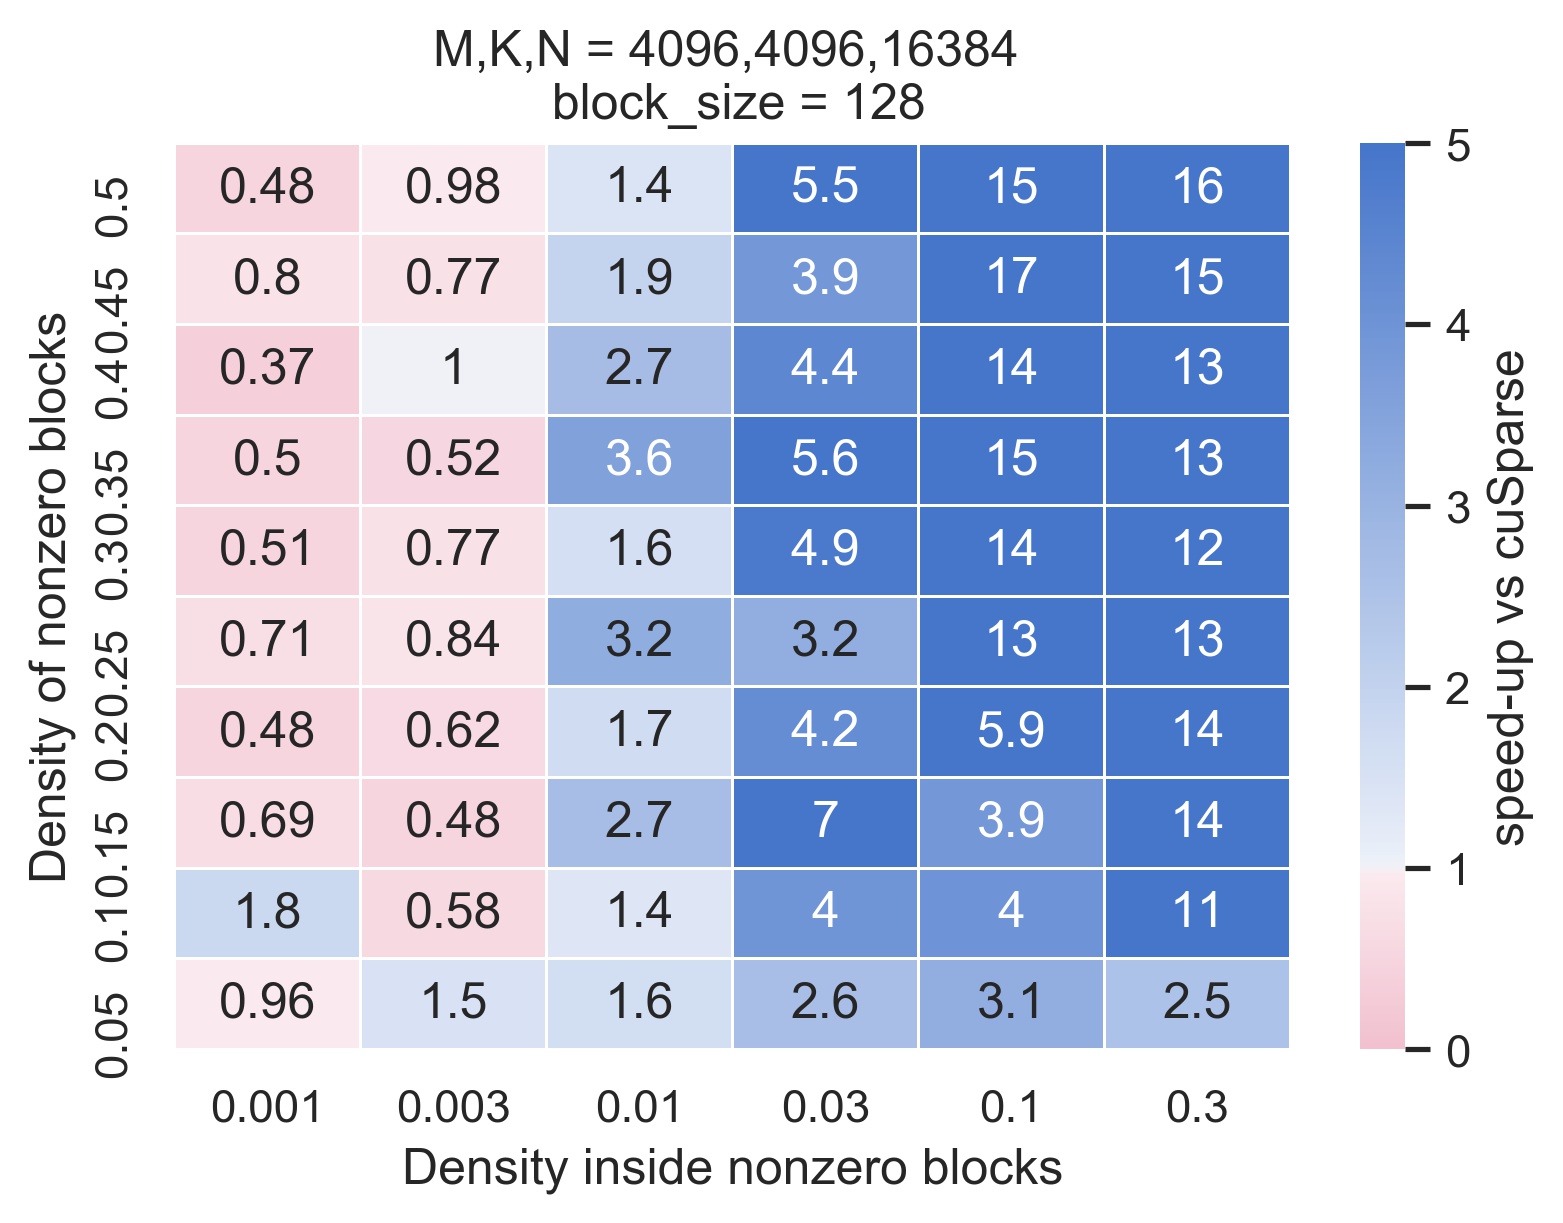 M,K,N = 4096,4096,16384
block_size = 128
Density of nonzero blocks
0.5 0.48 0.98 1.4 5.5 15 16
0.45 0.8 0.77 1.9 3.9 17 15
0.4 0.37 1 2.7 4.4 14 13
0.35 0.5 0.52 3.6 5.6 15 13
0.3 0.51 0.77 1.6 4.9 14 12
0.25 0.71 0.84 3.2 3.2 13 13
0.2 0.48 0.62 1.7 4.2 5.9 14
0.15 0.69 0.48 2.7 7 3.9 14
0.1 1.8 0.58 1.4 4 4 11
0.05 0.96 1.5 1.6 2.6 3.1 2.5
0.001 0.003 0.01 0.03 0.1 0.3
Density inside nonzero blocks
5
4
3
2
1
0
speed-up vs cuSparse